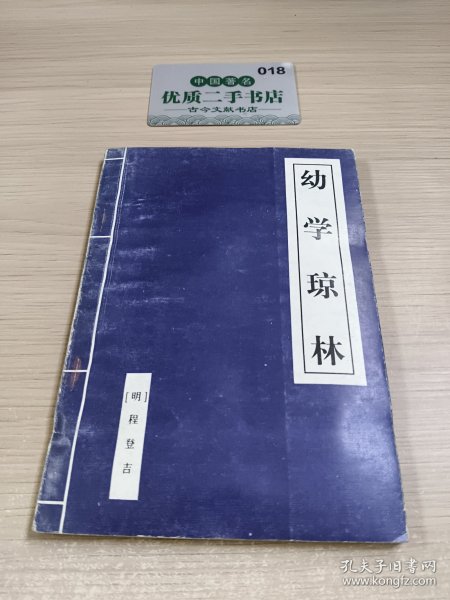 018
中国著名
优质二手书店
古今文献书店
幼学琼林
[明]程登吉
孔夫子旧书网
www.kongfz.com